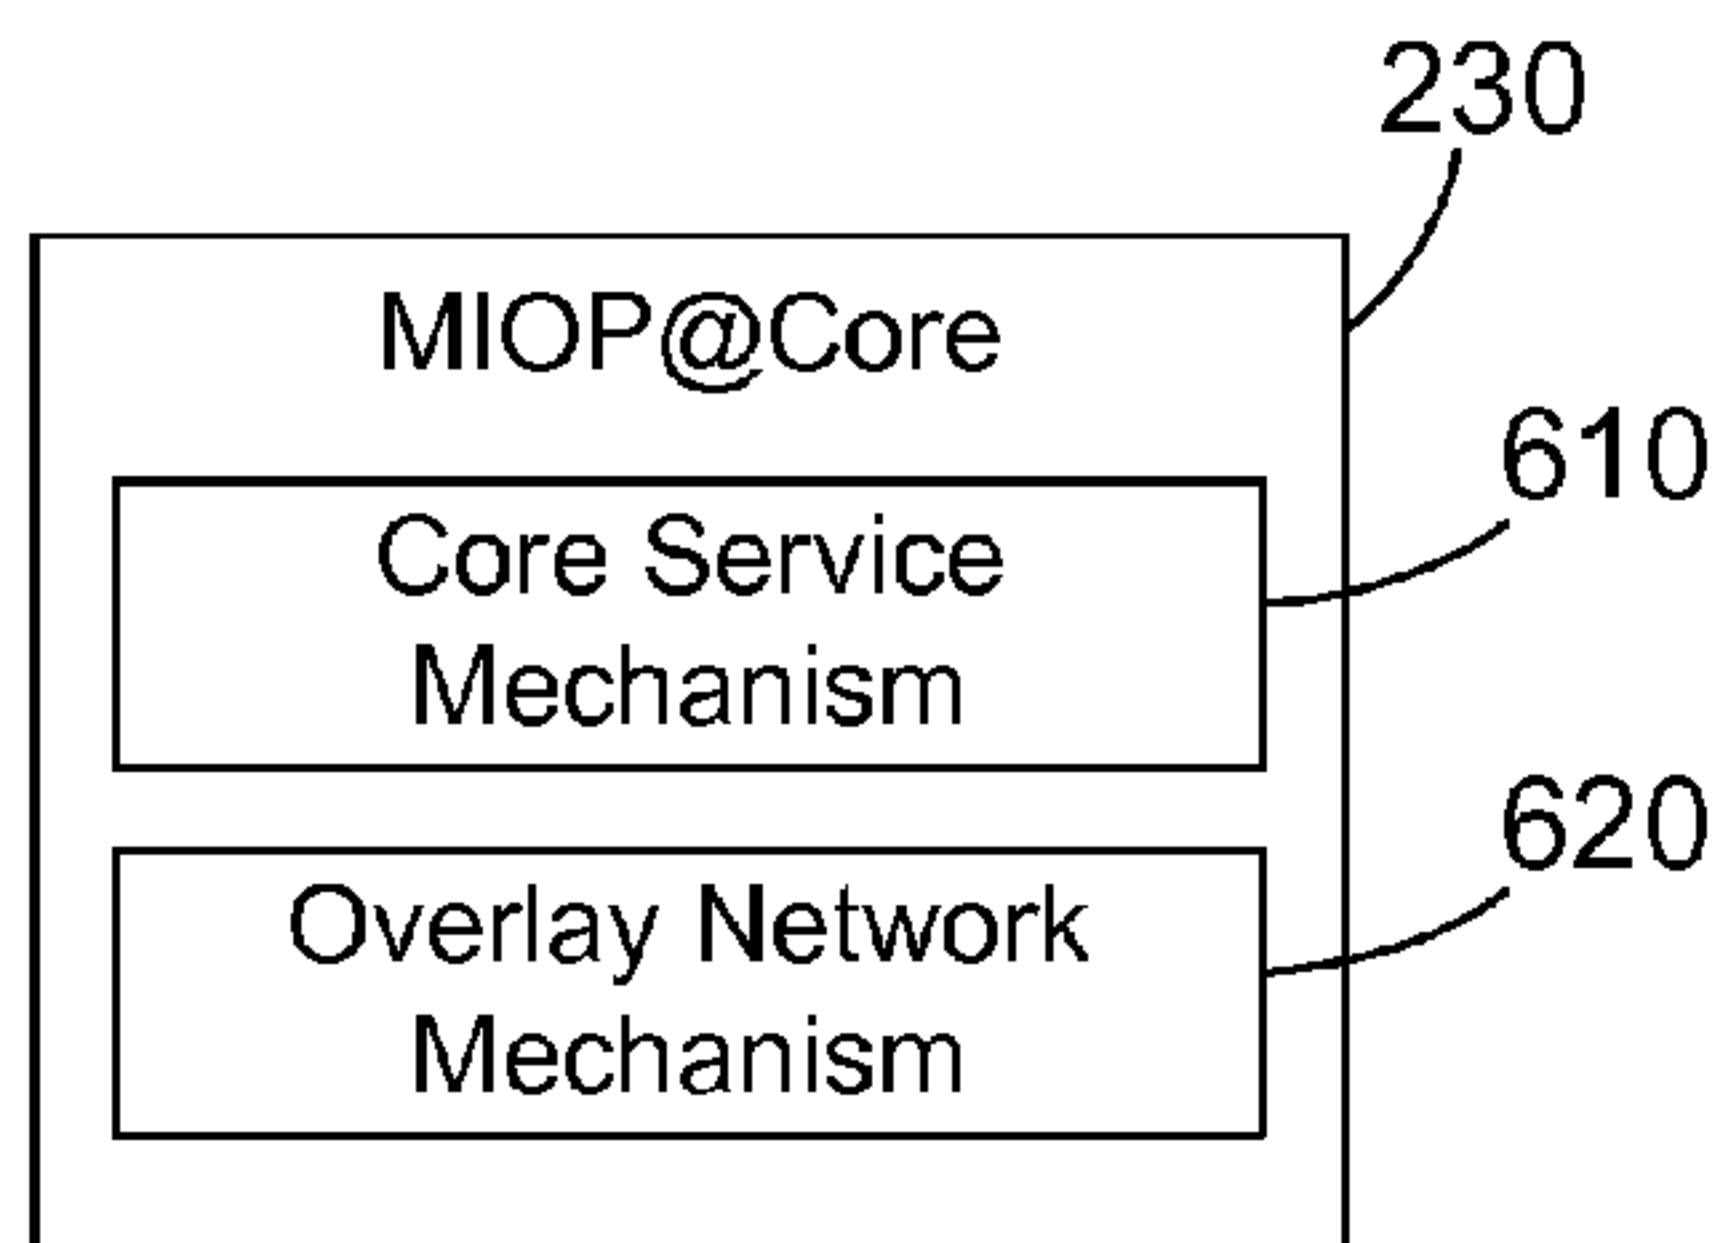 230
MIOP@Core
610
Core Service
Mechanism
620
Overlay Network
Mechanism